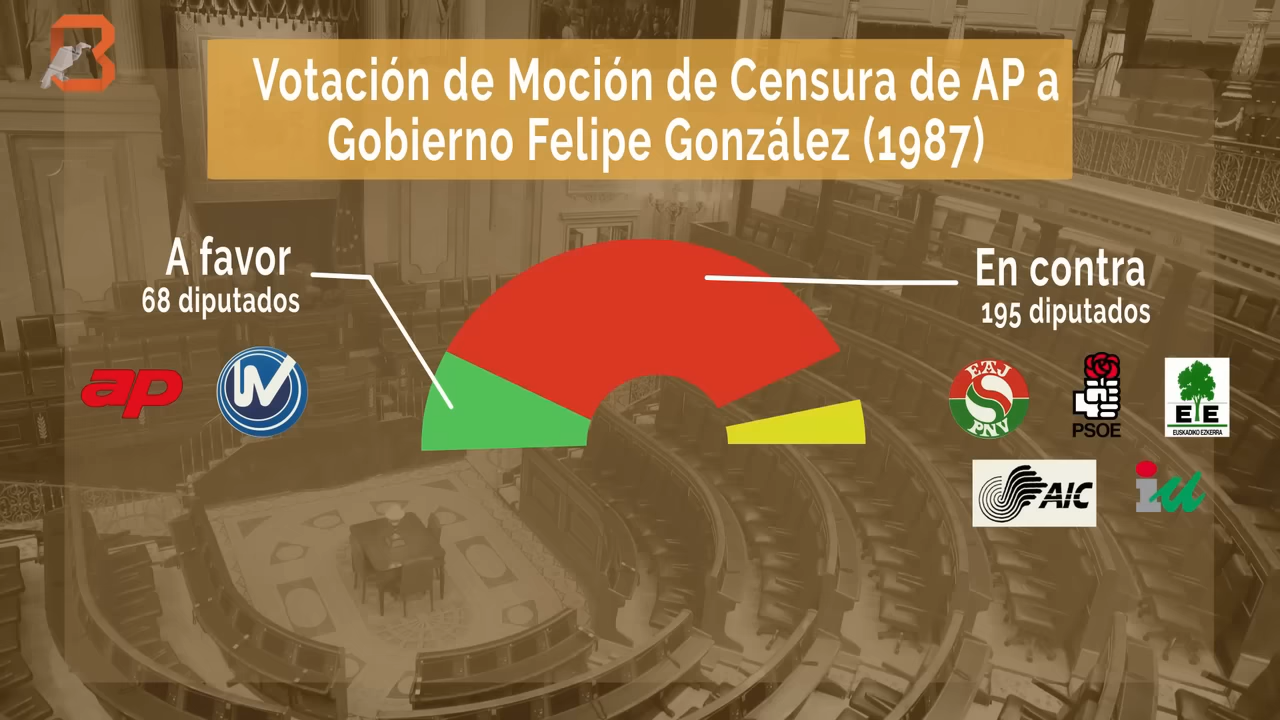 B
Votación de Moción de Censura de AP a
Gobierno Felipe González (1987)
A favor
68 diputados
En contra
195 diputados
ap
UV
EAJ
PNV
PSOE
EE
EUSKADIKO EZKERRA
AIC
iu